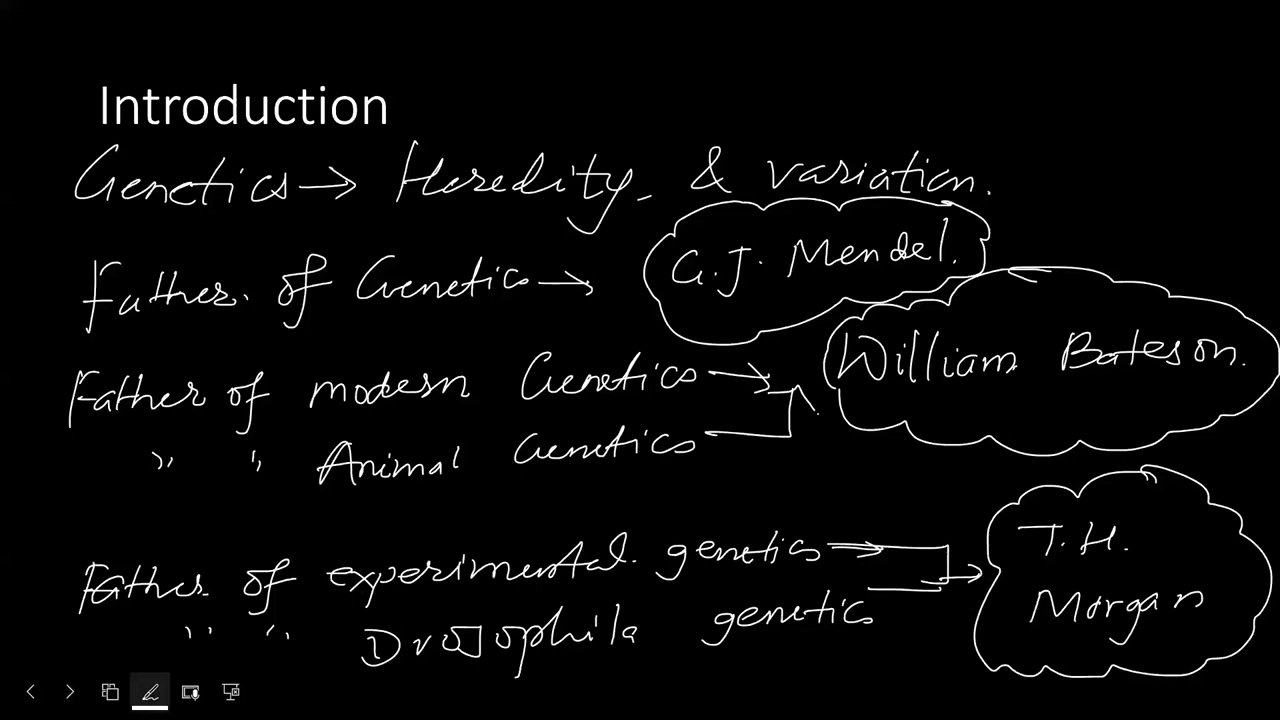 Introduction
Genetics → Heredity & variation.
Father of Genetics → G. J. Mendel.
Father of modern Genetics → William Bateson.
" " Animal Genetics
Father of experimental genetics → T. H. Morgan
" " Drosophila genetics